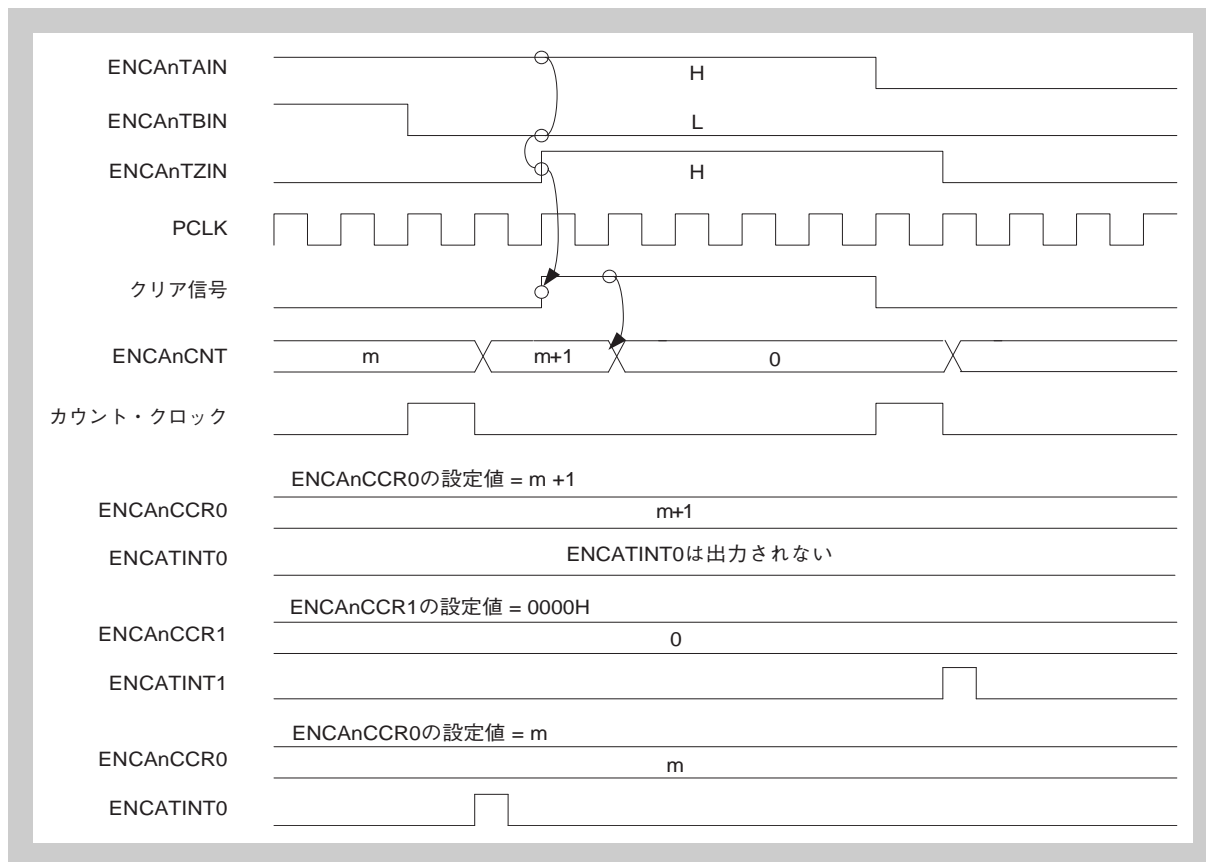 ENCAnTAIN H
ENCAnTBIN L
ENCAnTZIN H
PCLK
クリア信号
ENCAnCNT m m+1 0
カウント・クロック
ENCAnCCR0の設定値 = m +1
ENCAnCCR0 m+1
ENCATINT0 ENCATINT0は出力されない
ENCAnCCR1の設定値 = 0000H
ENCAnCCR1 0
ENCATINT1
ENCAnCCR0の設定値 = m
ENCAnCCR0 m
ENCATINT0